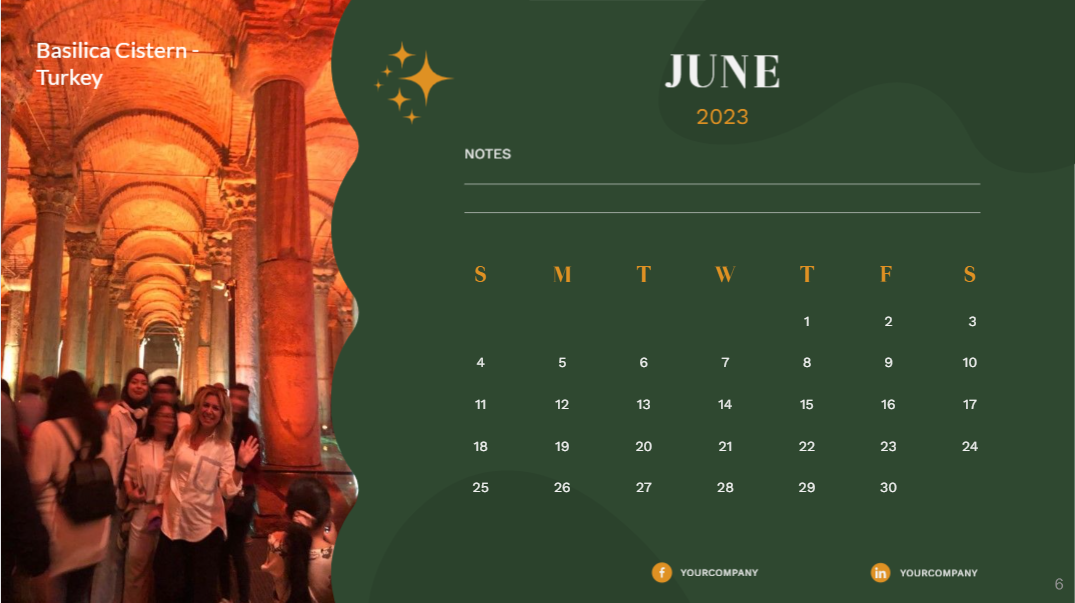 Basilica Cistern -
Turkey
JUNE
2023
NOTES
S M T W T F S
1 2 3
4 5 6 7 8 9 10
11 12 13 14 15 16 17
18 19 20 21 22 23 24
25 26 27 28 29 30
f YOURCOMPANY in YOURCOMPANY
6